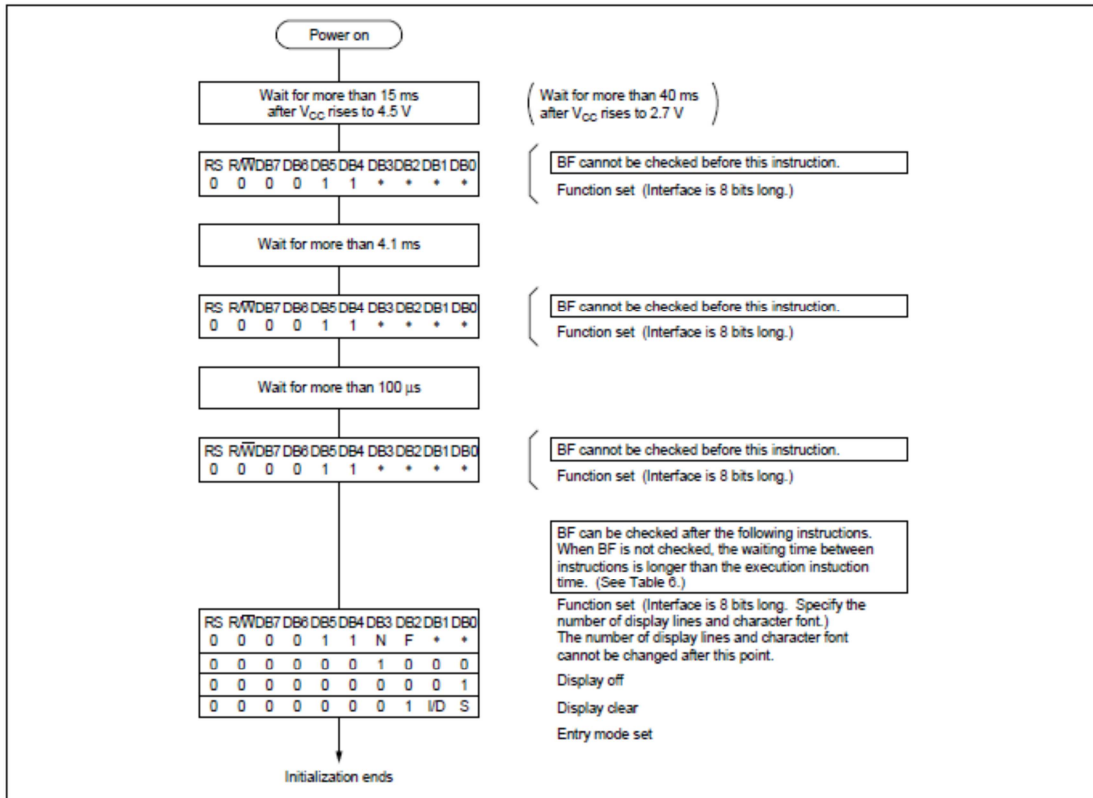 Power on
Wait for more than 15 ms
after VCC rises to 4.5 V
(Wait for more than 40 ms
after VCC rises to 2.7 V)
RS R/W̅ DB7 DB6 DB5 DB4 DB3 DB2 DB1 DB0
0 0 0 0 1 1 * * * *
BF cannot be checked before this instruction.
Function set (Interface is 8 bits long.)
Wait for more than 4.1 ms
RS R/W̅ DB7 DB6 DB5 DB4 DB3 DB2 DB1 DB0
0 0 0 0 1 1 * * * *
BF cannot be checked before this instruction.
Function set (Interface is 8 bits long.)
Wait for more than 100 µs
RS R/W̅ DB7 DB6 DB5 DB4 DB3 DB2 DB1 DB0
0 0 0 0 1 1 * * * *
BF cannot be checked before this instruction.
Function set (Interface is 8 bits long.)
BF can be checked after the following instructions.
When BF is not checked, the waiting time between
instructions is longer than the execution instuction
time. (See Table 6.)
RS R/W̅ DB7 DB6 DB5 DB4 DB3 DB2 DB1 DB0
0 0 0 0 1 1 N F * *
0 0 0 0 0 0 1 0 0 0
0 0 0 0 0 0 0 0 0 1
0 0 0 0 0 0 0 1 I/D S
Function set (Interface is 8 bits long. Specify the
number of display lines and character font.)
The number of display lines and character font
cannot be changed after this point.
Display off
Display clear
Entry mode set
Initialization ends